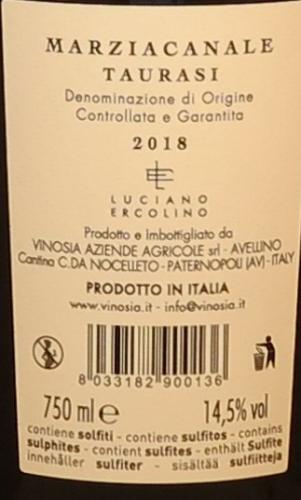 MARZIACANALE
TAURASI
Denominazione di Origine
Controllata e Garantita
2018
LE
LUCIANO
ERCOLINO
Prodotto e Imbottigliato da
VINOSIA AZIENDE AGRICOLE srl - AVELLINO
Cantina C.DA NOCELLETO - PATERNOPOLI (AV) - ITALY
PRODOTTO IN ITALIA
www.vinosia.it - info@vinosia.it
8 033182 900136
750 ml e 14,5% vol
contiene solfiti - contiene sulfitos - contains
sulphites - contient sulfites - enthält Sulfite
innehåller sulfiter - sisältää sulfiitteja